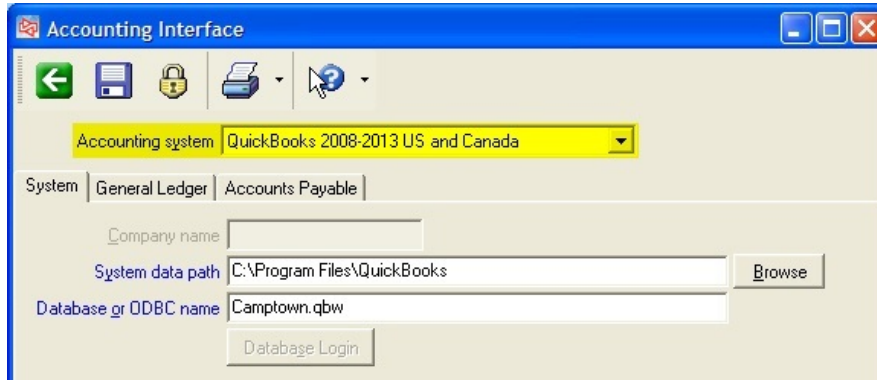 Accounting Interface
Accounting system QuickBooks 2008-2013 US and Canada
System General Ledger Accounts Payable
Company name
System data path C:\Program Files\QuickBooks Browse
Database or ODBC name Camptown.qbw
Database Login